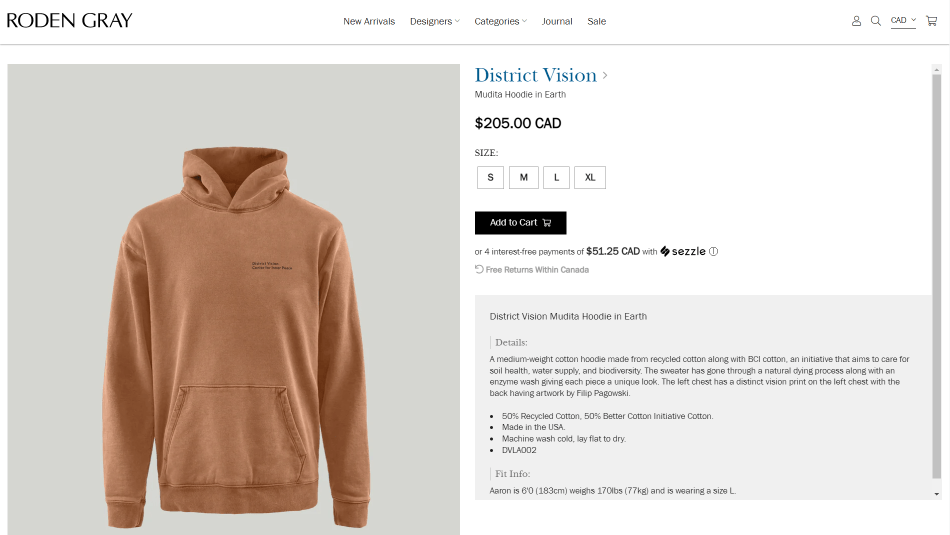 RODEN GRAY
New Arrivals
Designers
Categories
Journal
Sale
CAD
District Vision
Mudita Hoodie in Earth
$205.00 CAD
SIZE:
S
M
L
XL
Add to Cart
or 4 interest-free payments of $51.25 CAD with sezzle
Free Returns Within Canada
District Vision Mudita Hoodie in Earth
Details:
A medium-weight cotton hoodie made from recycled cotton along with BCI cotton, an initiative that aims to care for
soil health, water supply, and biodiversity. The sweater has gone through a natural dying process along with an
enzyme wash giving each piece a unique look. The left chest has a distinct vision print on the left chest with the
back having artwork by Filip Pagowski.
50% Recycled Cotton, 50% Better Cotton Initiative Cotton.
Made in the USA.
Machine wash cold, lay flat to dry.
DVLA002
Fit Info:
Aaron is 6'0 (183cm) weighs 170lbs (77kg) and is wearing a size L.
District Vision